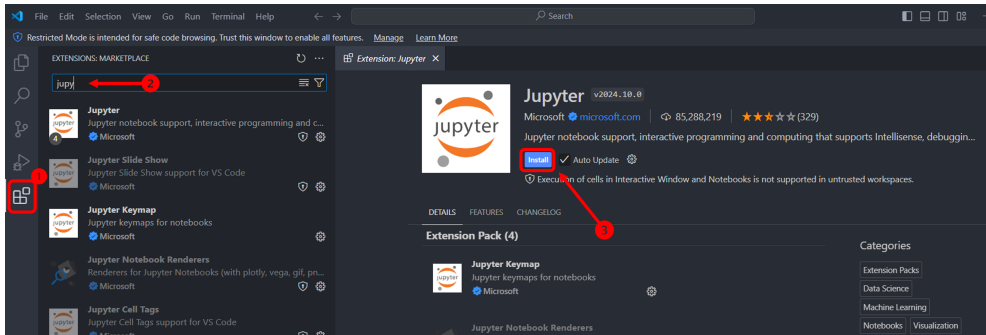 File Edit Selection View Go Run Terminal Help
Search
Restricted Mode is intended for safe code browsing. Trust this window to enable all features. Manage Learn More
EXTENSIONS: MARKETPLACE
jupy
2
Jupyter
Jupyter notebook support, interactive programming and c...
Microsoft
jupyter
4
Jupyter Slide Show
Jupyter Slide Show support for VS Code
Microsoft
jupyter
1
Jupyter Keymap
Jupyter keymaps for notebooks
Microsoft
jupyter
Jupyter Notebook Renderers
Renderers for Jupyter Notebooks (with plotly, vega, gif, pn...
Microsoft
Jupyter Cell Tags
Jupyter Cell Tags support for VS Code
jupyter
Extension: Jupyter
jupyter
Jupyter v2024.10.0
Microsoft microsoft.com 85,288,219 (329)
Jupyter notebook support, interactive programming and computing that supports Intellisense, debuggin...
Install Auto Update
Execution of cells in Interactive Window and Notebooks is not supported in untrusted workspaces.
3
DETAILS FEATURES CHANGELOG
Extension Pack (4)
jupyter
Jupyter Keymap
Jupyter keymaps for notebooks
Microsoft
Jupyter Notebook Renderers
Categories
Extension Packs
Data Science
Machine Learning
Notebooks Visualization